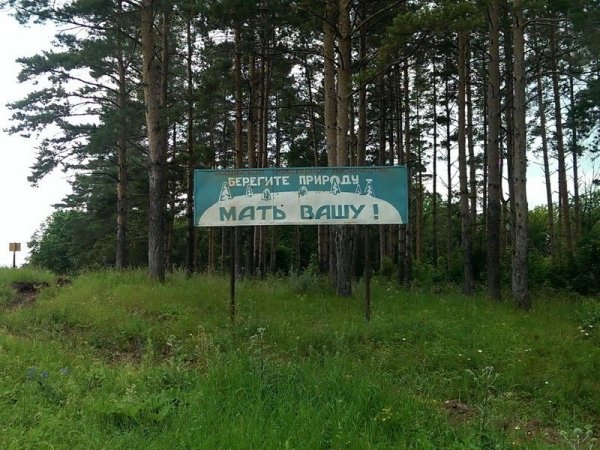 БЕРЕГИТЕ ПРИРОДУ
МАТЬ ВАШУ!